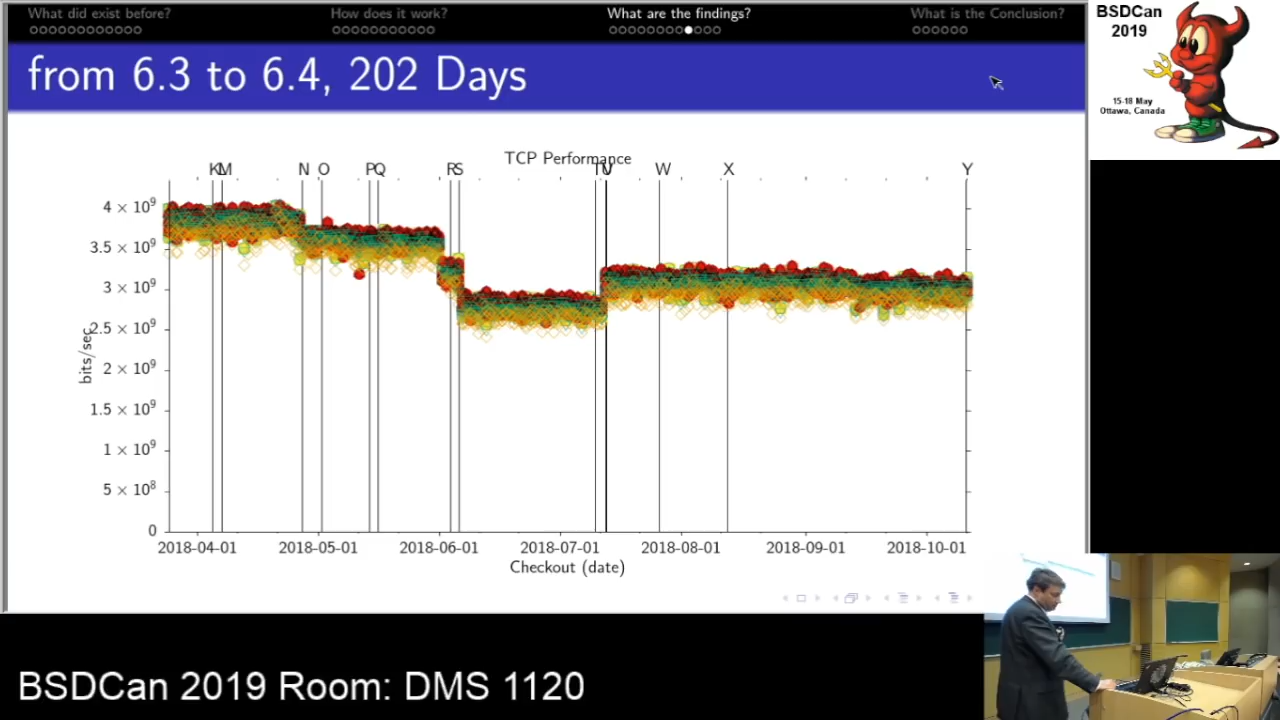 What did exist before? How does it work? What are the findings? What is the Conclusion?
from 6.3 to 6.4, 202 Days
BSDCan
2019
15-18 May
Ottawa, Canada
TCP Performance
K M N O P Q R S T W X Y
4 × 10⁹
3.5 × 10⁹
3 × 10⁹
2.5 × 10⁹
2 × 10⁹
1.5 × 10⁹
1 × 10⁹
5 × 10⁸
0
bits/sec
2018-04-01 2018-05-01 2018-06-01 2018-07-01 2018-08-01 2018-09-01 2018-10-01
Checkout (date)
BSDCan 2019 Room: DMS 1120